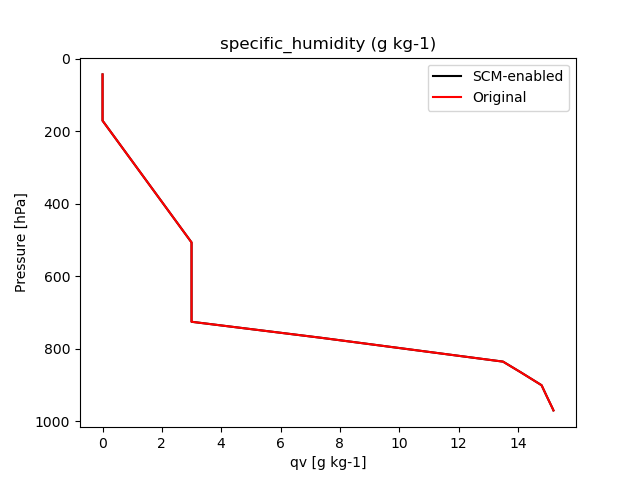 specific_humidity (g kg-1)
SCM-enabled
Original
0
200
400
600
800
1000
Pressure [hPa]
0 2 4 6 8 10 12 14
qv [g kg-1]